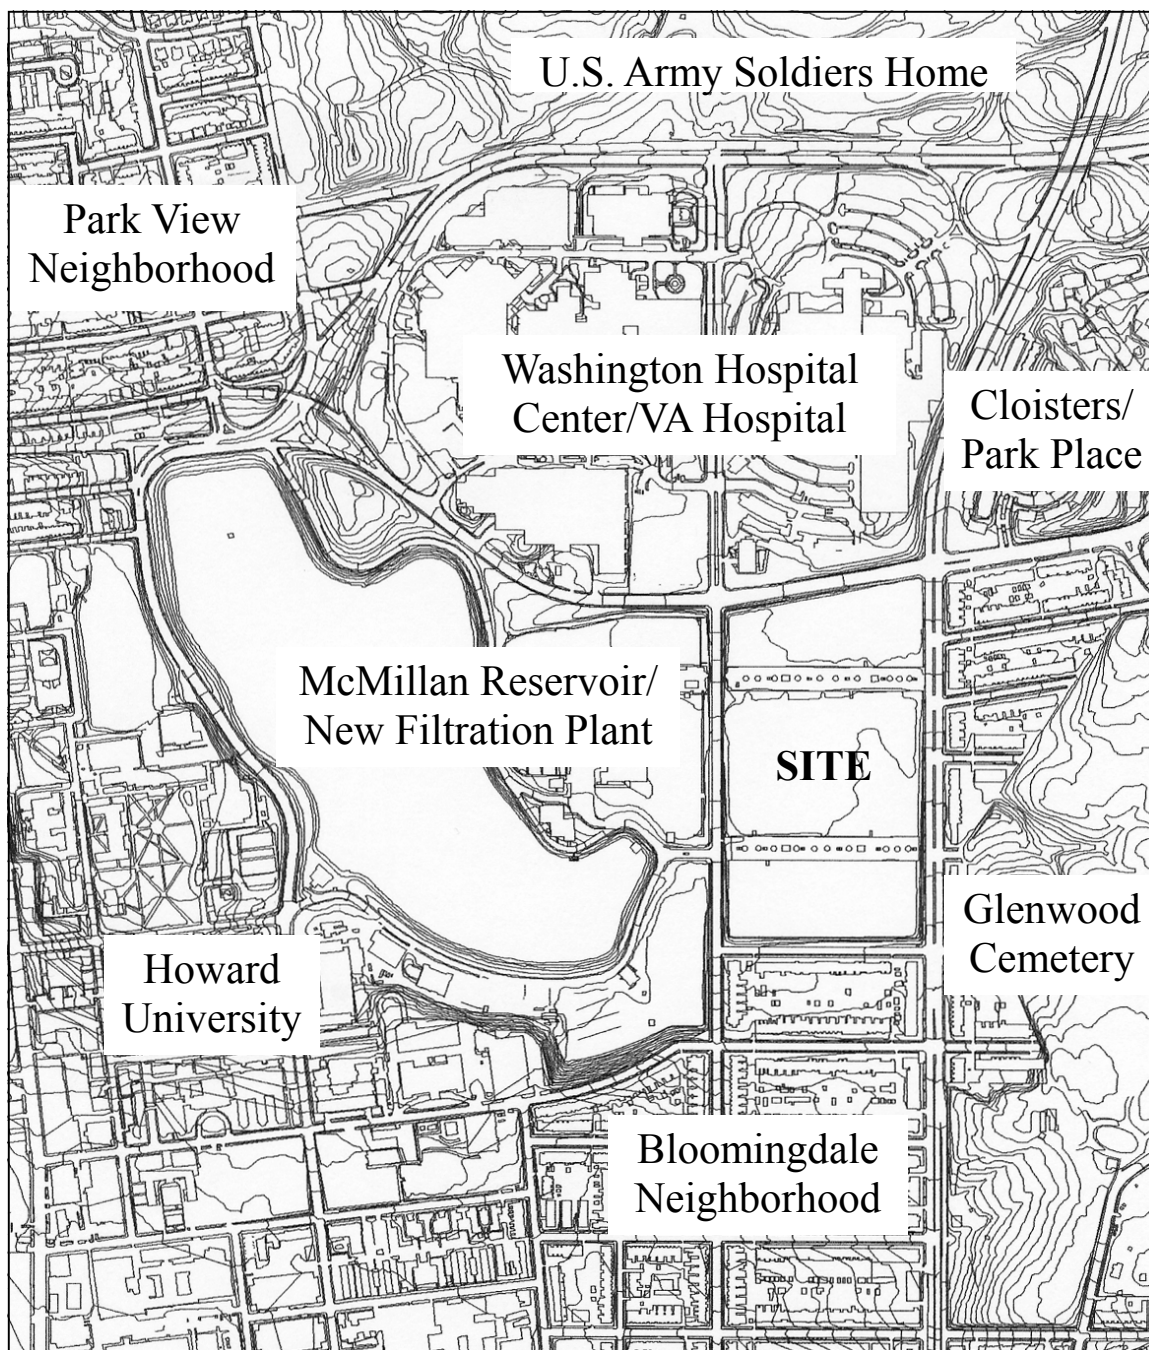 U.S. Army Soldiers Home
Park View
Neighborhood
Washington Hospital
Center/VA Hospital
Cloisters/
Park Place
McMillan Reservoir/
New Filtration Plant
SITE
Glenwood
Cemetery
Howard
University
Bloomingdale
Neighborhood